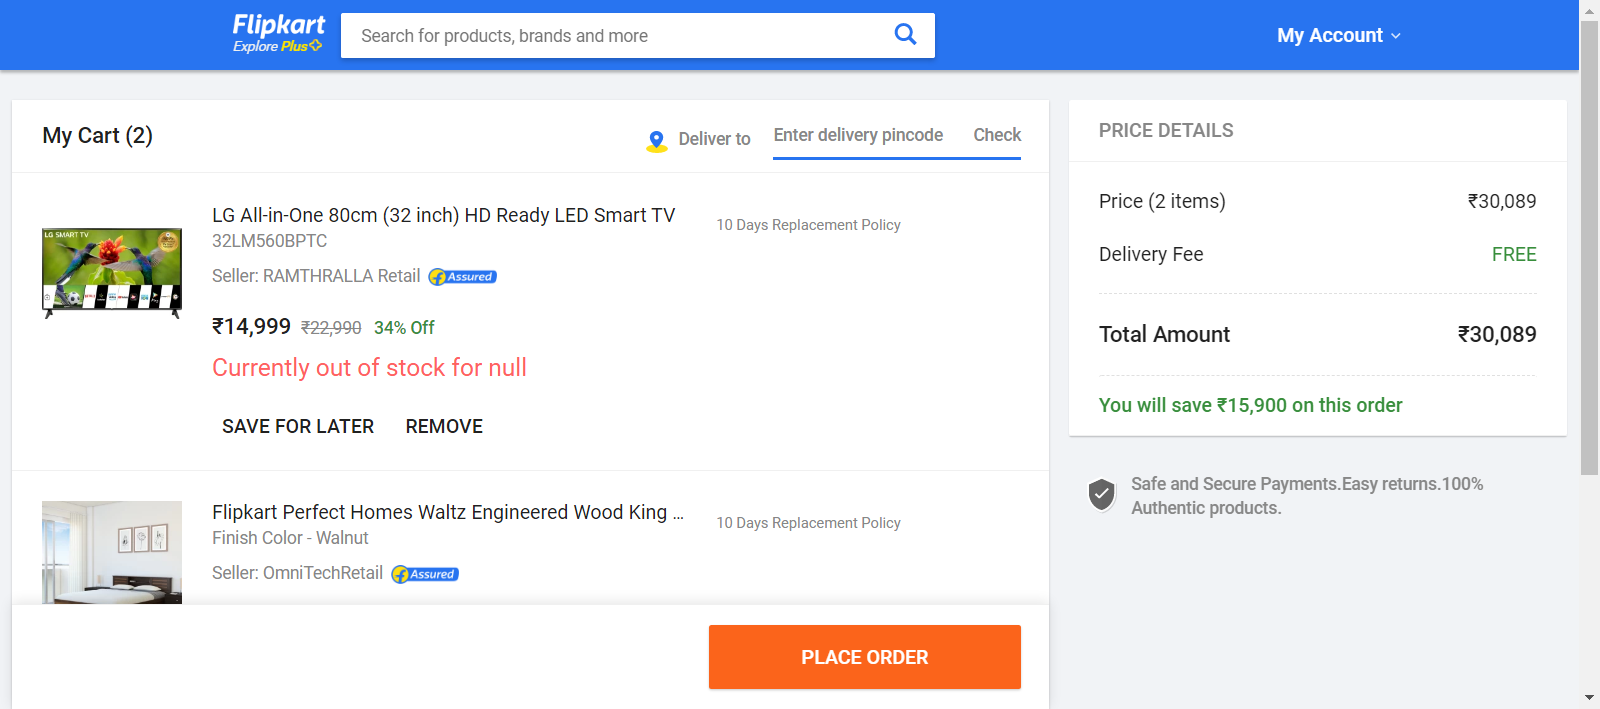 Flipkart
Explore Plus
Search for products, brands and more
My Account
My Cart (2)
Deliver to
Enter delivery pincode
Check
LG All-in-One 80cm (32 inch) HD Ready LED Smart TV
10 Days Replacement Policy
32LM560BPTC
Seller: RAMTHRALLA Retail
Assured
LG SMART TV
₹14,999 ₹22,990 34% Off
Currently out of stock for null
SAVE FOR LATER REMOVE
Flipkart Perfect Homes Waltz Engineered Wood King ...
10 Days Replacement Policy
Finish Color - Walnut
Seller: OmniTechRetail
Assured
PLACE ORDER
PRICE DETAILS
Price (2 items) ₹30,089
Delivery Fee FREE
Total Amount ₹30,089
You will save ₹15,900 on this order
Safe and Secure Payments.Easy returns.100%
Authentic products.